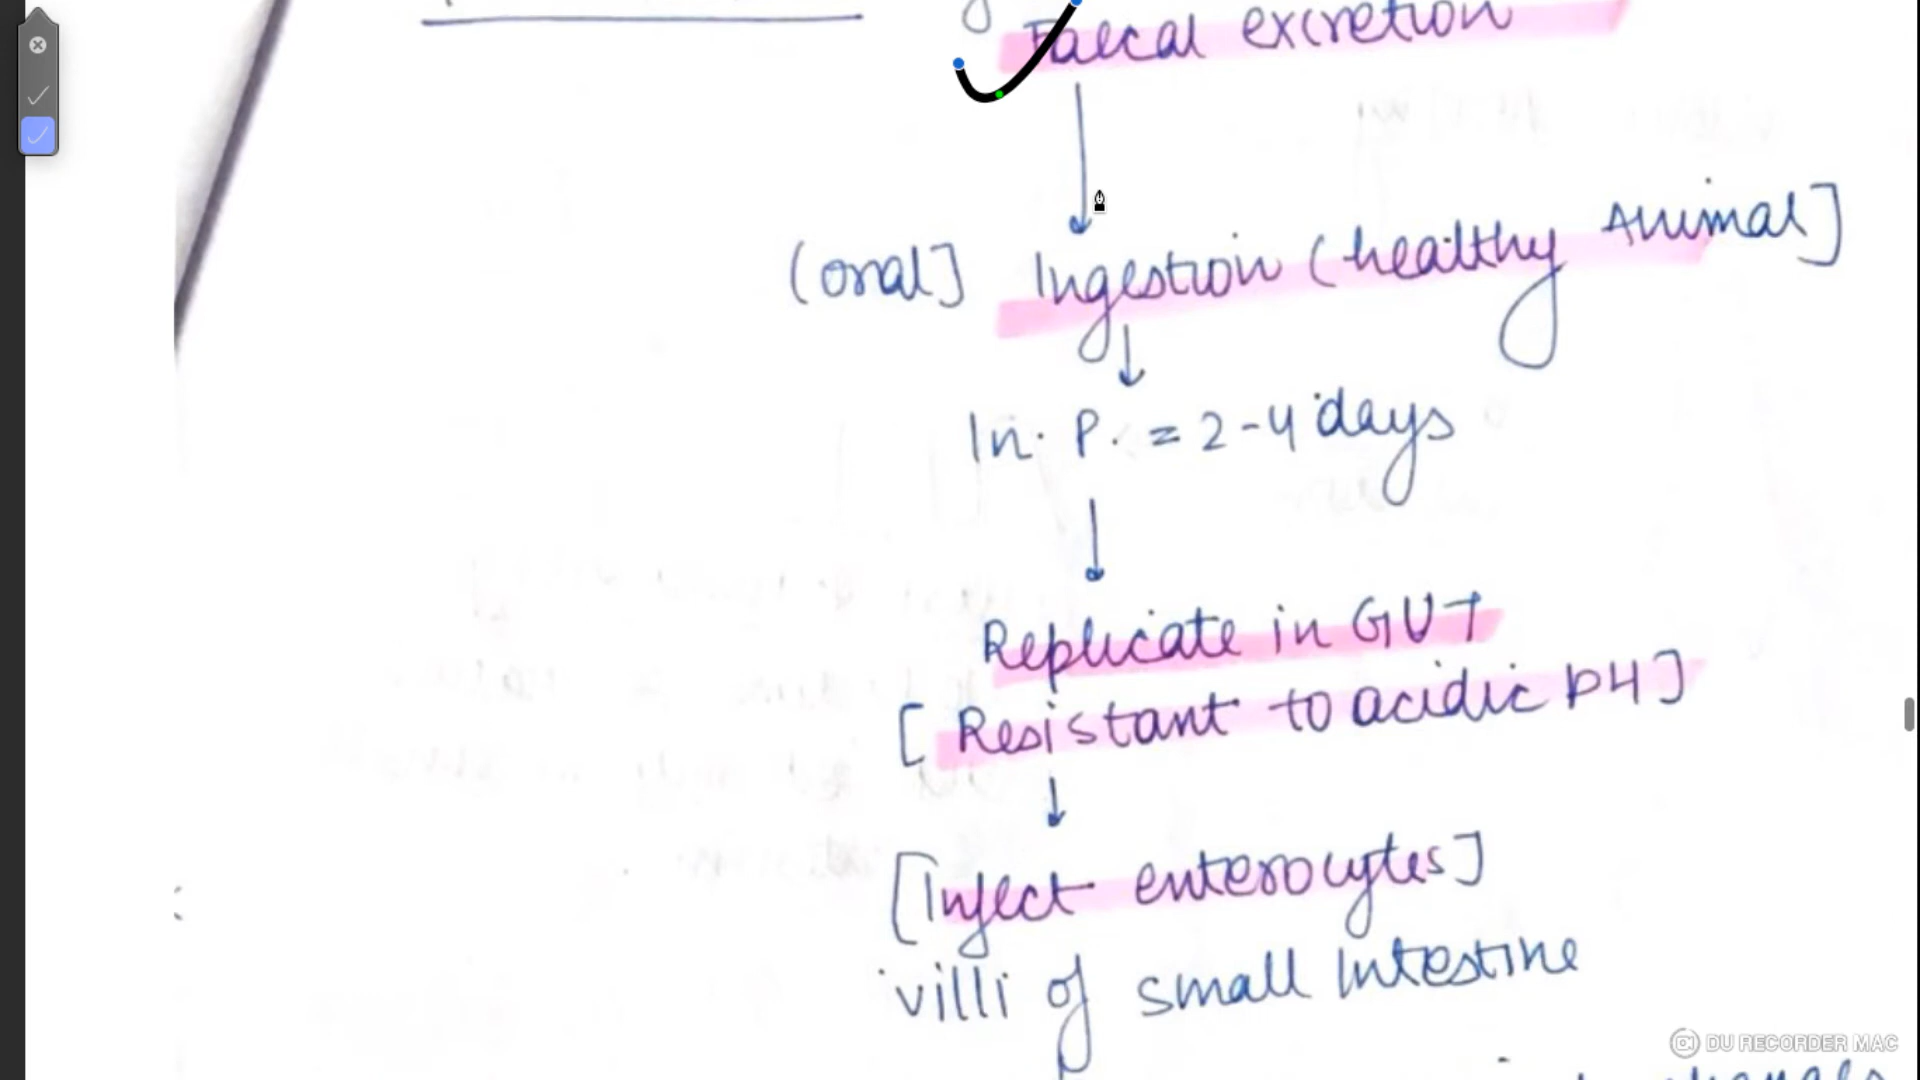 Faecal excretion
(oral] Ingestion (healthy Animal]
In. P. = 2-4 days
Replicate in GUT
[Resistant to acidic pH]
[Infect enterocytes]
villi of small Intestine
DU RECORDER MAC